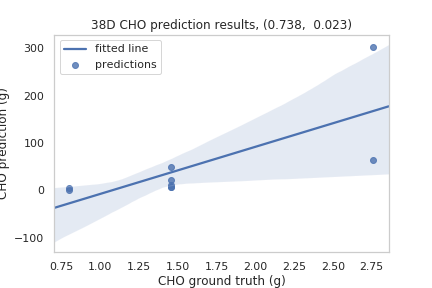 38D CHO prediction results, (0.738, 0.023)
fitted line
predictions
300
200
100
0
−100
CHO prediction (g)
0.75 1.00 1.25 1.50 1.75 2.00 2.25 2.50 2.75
CHO ground truth (g)